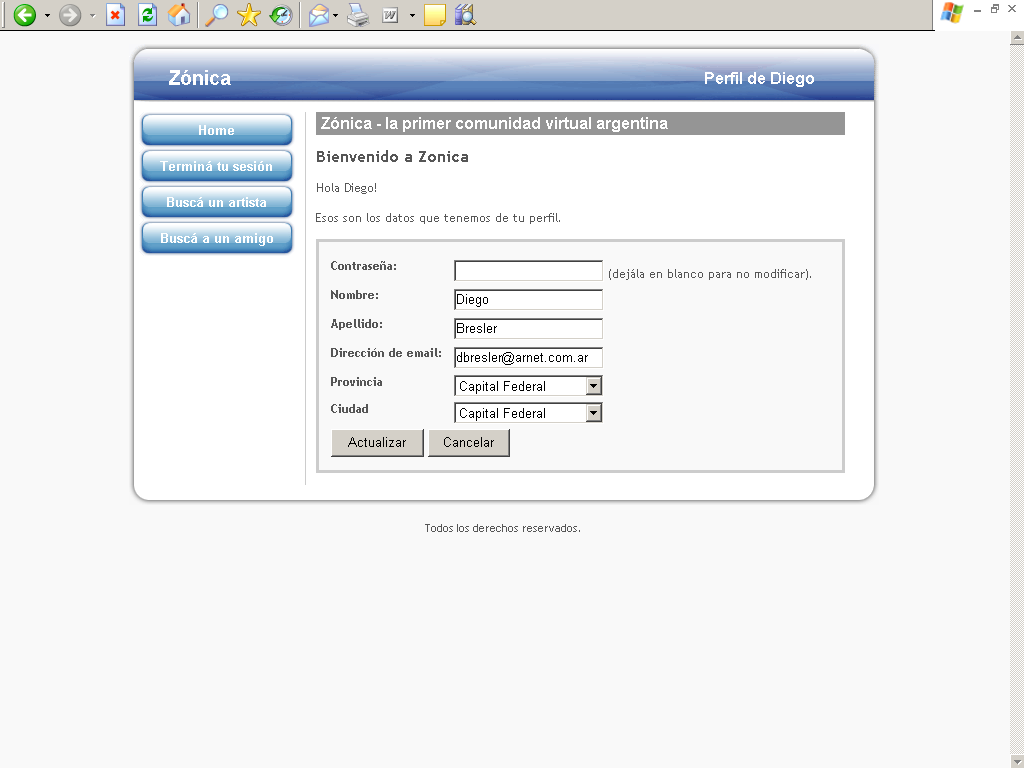 Zónica
Perfil de Diego
Home
Terminá tu sesión
Buscá un artista
Buscá a un amigo
Zónica - la primer comunidad virtual argentina
Bienvenido a Zonica
Hola Diego!
Esos son los datos que tenemos de tu perfil.
Contraseña: (dejála en blanco para no modificar).
Nombre: Diego
Apellido: Bresler
Dirección de email: dbresler@arnet.com.ar
Provincia Capital Federal
Ciudad Capital Federal
Actualizar Cancelar
Todos los derechos reservados.